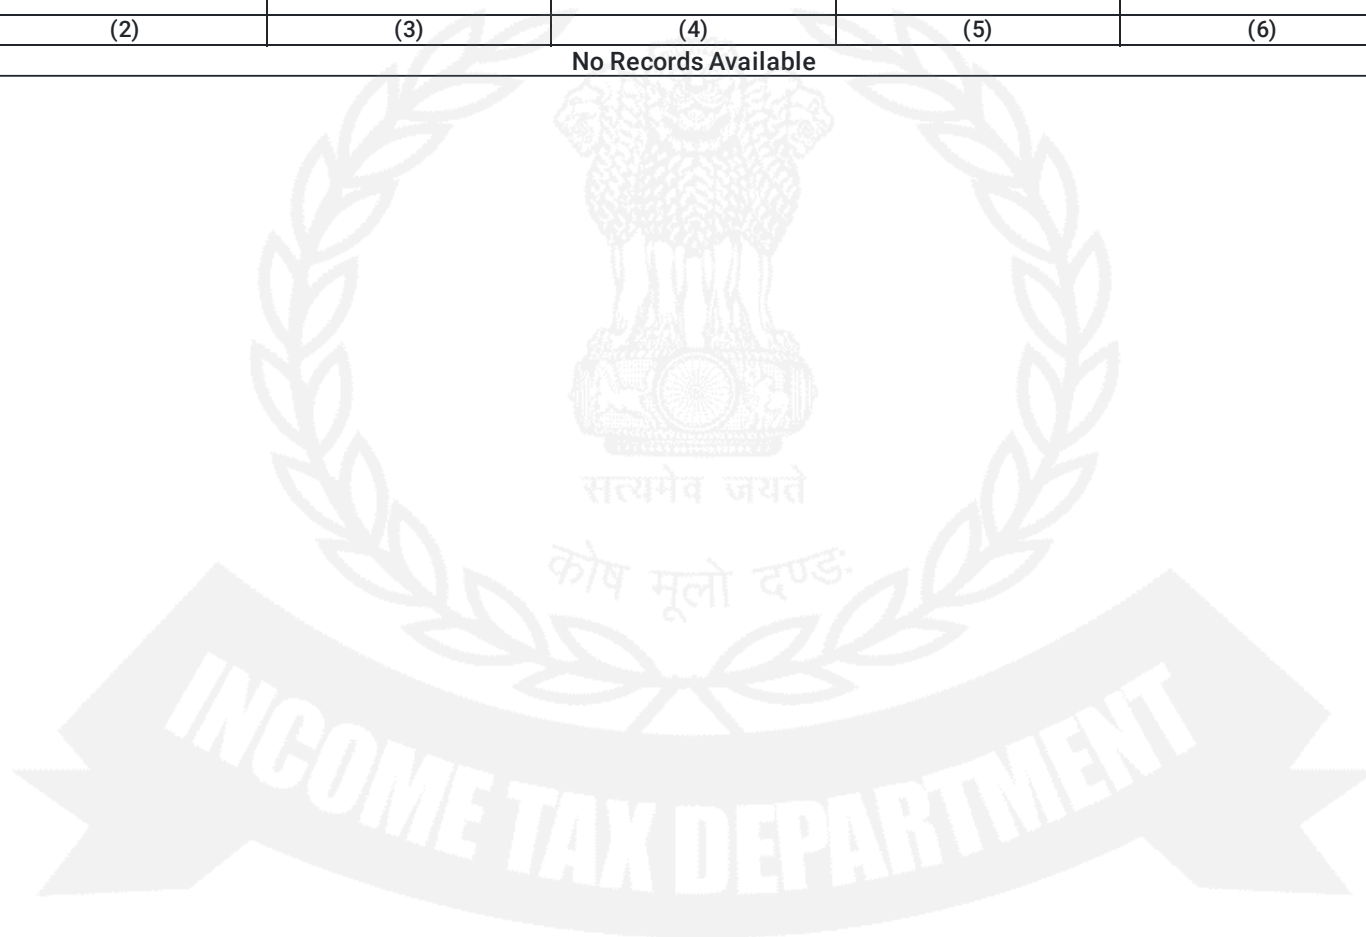 (2) (3) (4) (5) (6)
No Records Available
सत्यमेव जयते
कोष मूलो दण्डः
INCOME TAX DEPARTMENT